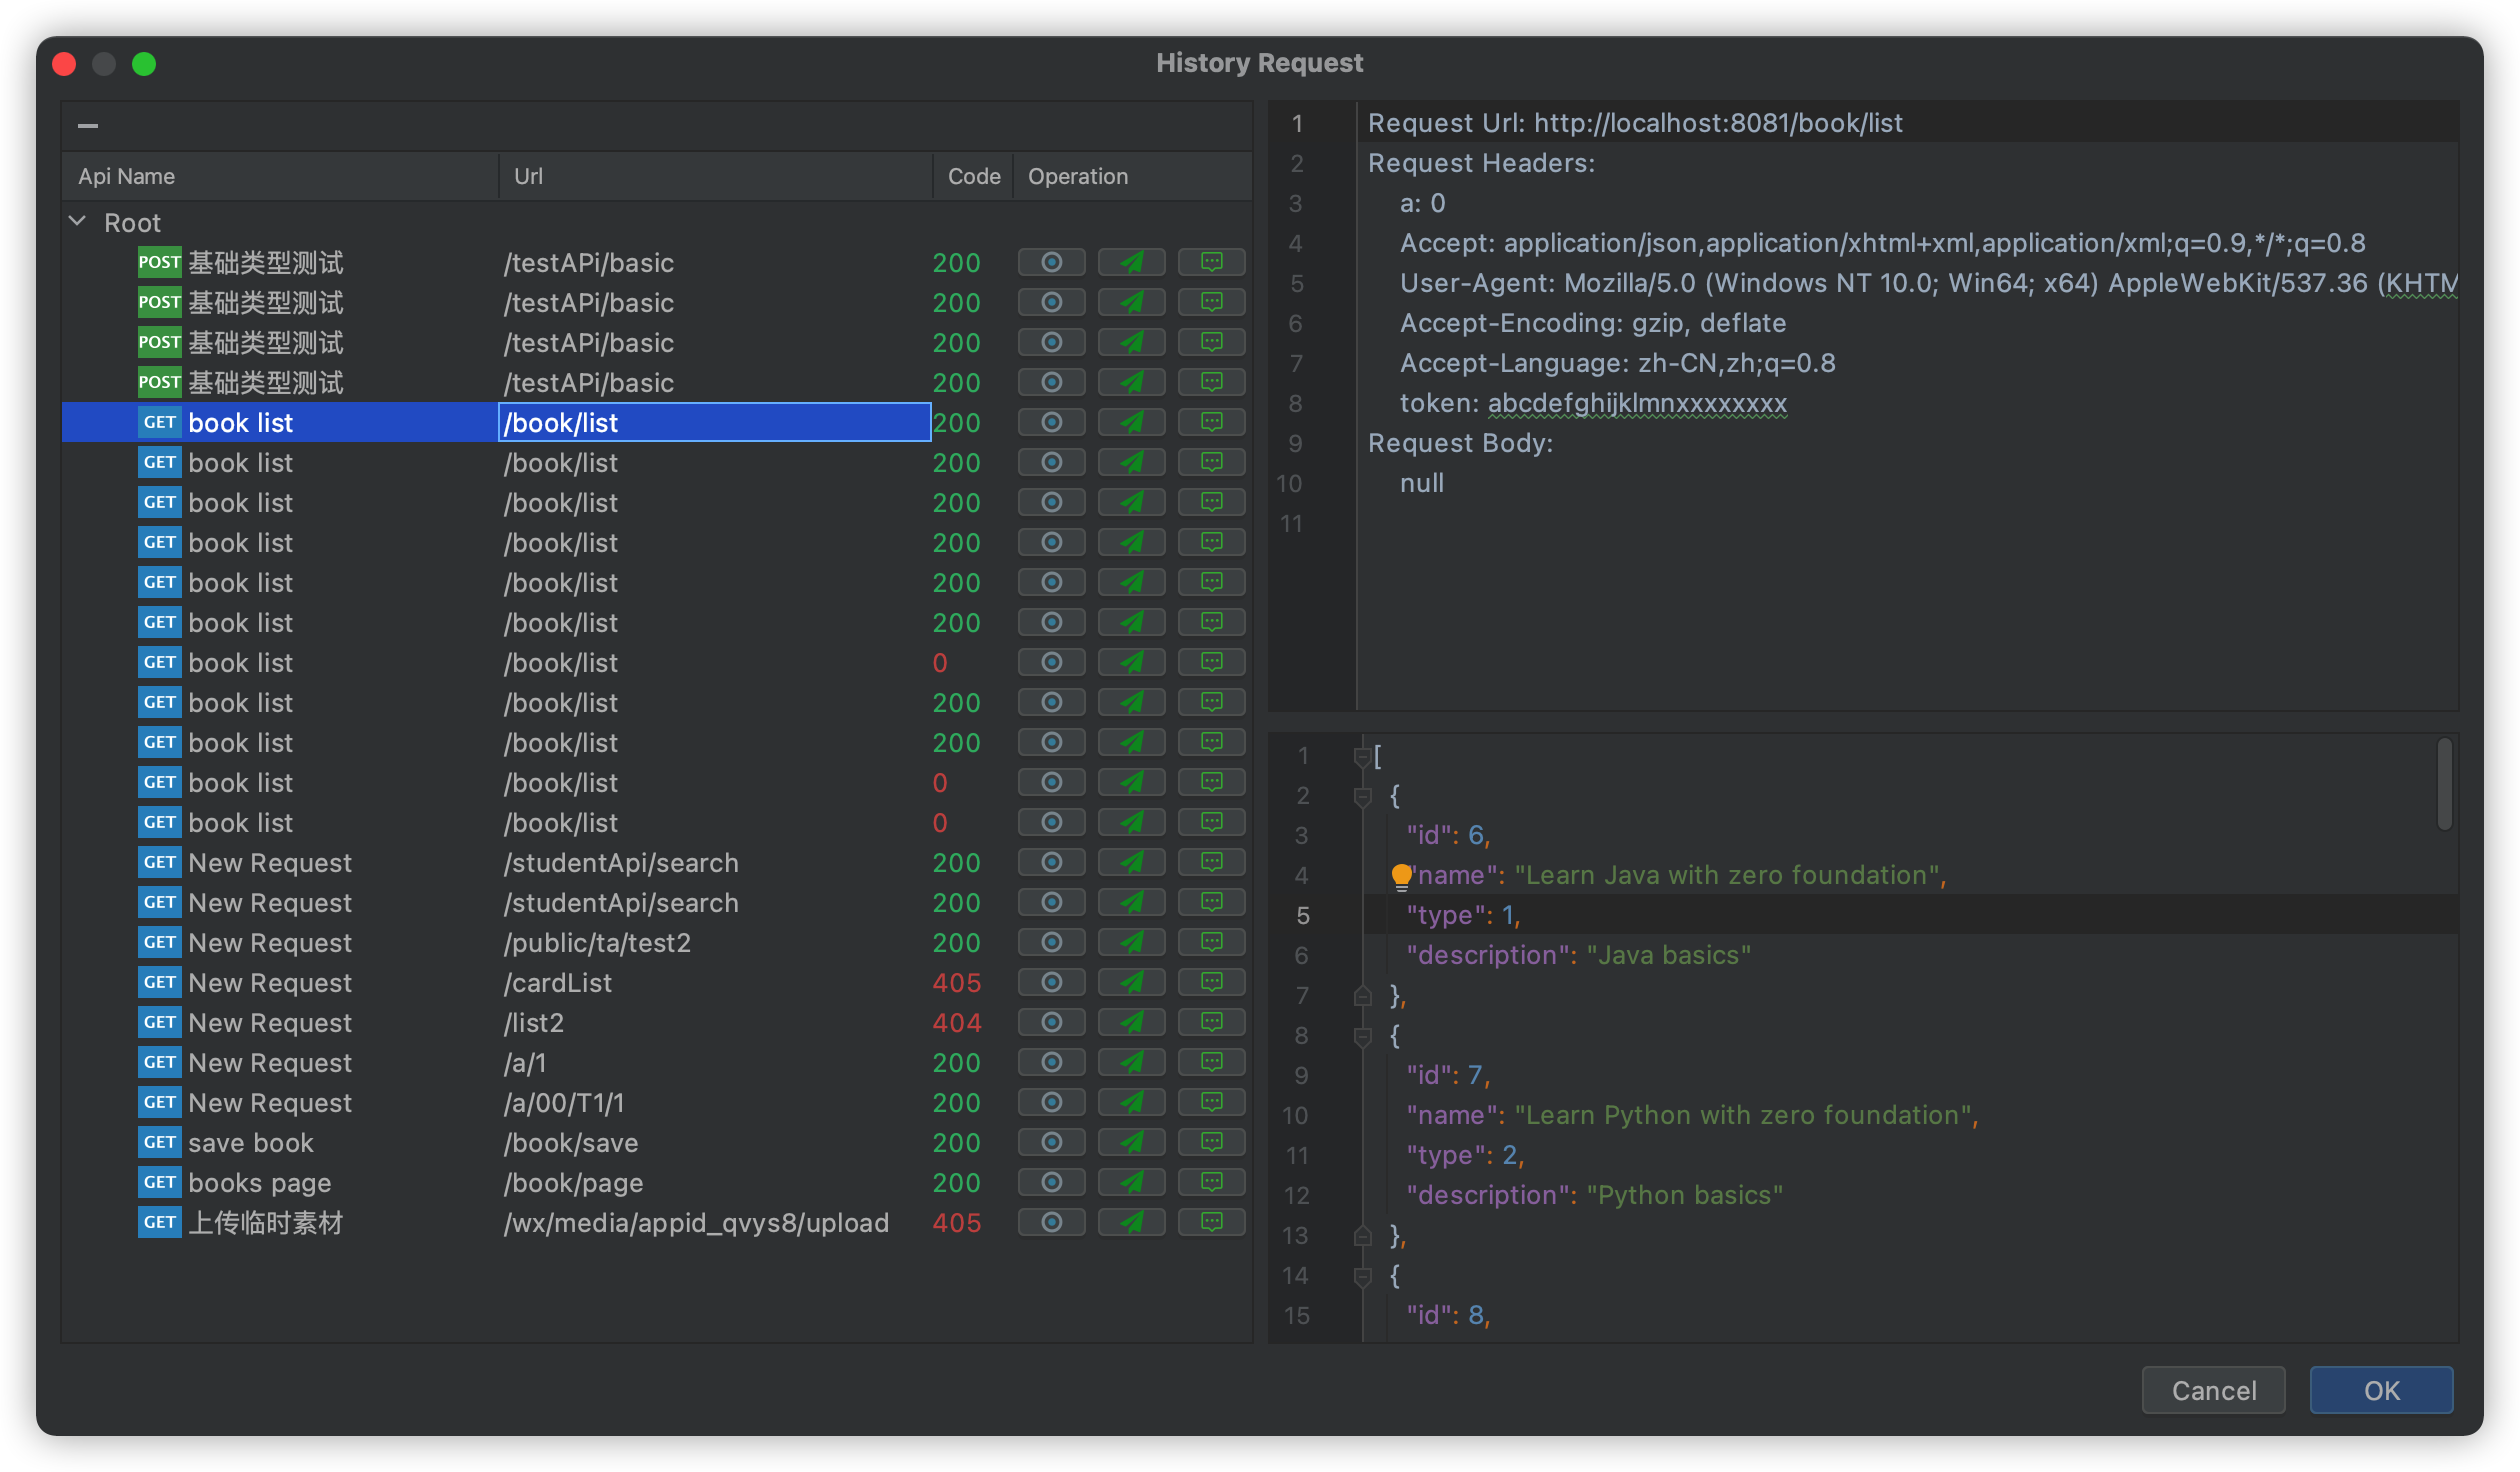 History Request
Api Name Url Code Operation
Root
POST 基础类型测试 /testAPi/basic 200
POST 基础类型测试 /testAPi/basic 200
POST 基础类型测试 /testAPi/basic 200
POST 基础类型测试 /testAPi/basic 200
GET book list /book/list 200
GET book list /book/list 200
GET book list /book/list 200
GET book list /book/list 200
GET book list /book/list 200
GET book list /book/list 200
GET book list /book/list 0
GET book list /book/list 200
GET book list /book/list 200
GET book list /book/list 0
GET book list /book/list 0
GET New Request /studentApi/search 200
GET New Request /studentApi/search 200
GET New Request /public/ta/test2 200
GET New Request /cardList 405
GET New Request /list2 404
GET New Request /a/1 200
GET New Request /a/00/T1/1 200
GET save book /book/save 200
GET books page /book/page 200
GET 上传临时素材 /wx/media/appid_qvys8/upload 405
1 Request Url: http://localhost:8081/book/list
2 Request Headers:
3 a: 0
4 Accept: application/json,application/xhtml+xml,application/xml;q=0.9,*/*;q=0.8
5 User-Agent: Mozilla/5.0 (Windows NT 10.0; Win64; x64) AppleWebKit/537.36 (KHTM
6 Accept-Encoding: gzip, deflate
7 Accept-Language: zh-CN,zh;q=0.8
8 token: abcdefghijklmnxxxxxxxx
9 Request Body:
10 null
11
1 [
2 {
3 "id": 6,
4 "name": "Learn Java with zero foundation",
5 "type": 1,
6 "description": "Java basics"
7 },
8 {
9 "id": 7,
10 "name": "Learn Python with zero foundation",
11 "type": 2,
12 "description": "Python basics"
13 },
14 {
15 "id": 8,
Cancel OK